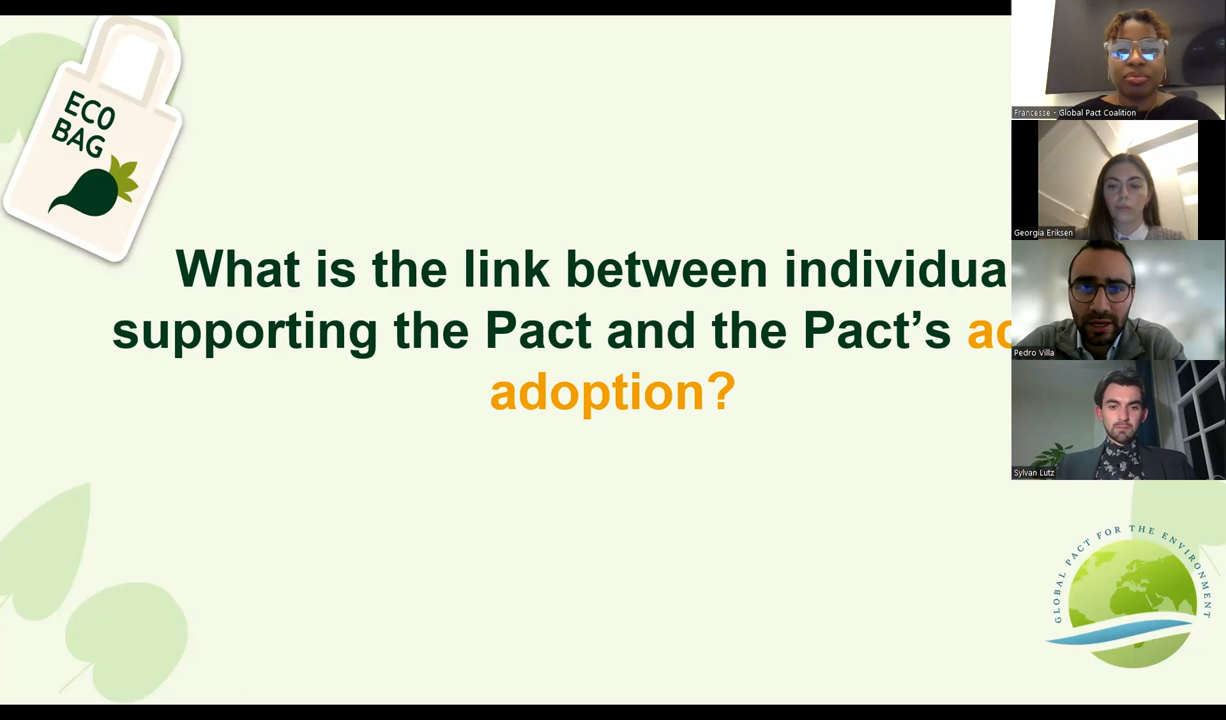 ECO
BAG
What is the link between individua
supporting the Pact and the Pact’s
adoption?
Francesse - Global Pact Coalition
Georgia Eriksen
Pedro Villa
Sylvan Lutz
GLOBAL PACT FOR THE ENVIRONMENT